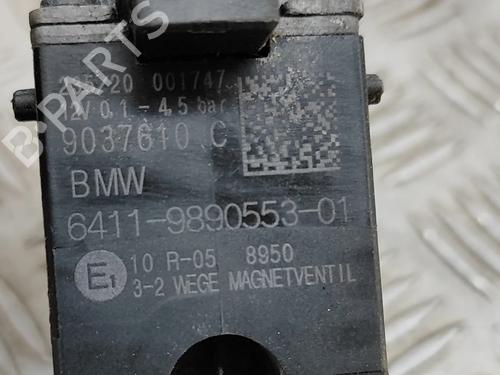 001747
12V 0,1 - 4,5 bar
9037610 C
BMW
6411-9890553-01
E1 10 R-05 8950
3-2 WEGE MAGNETVENTIL
B-PARTS